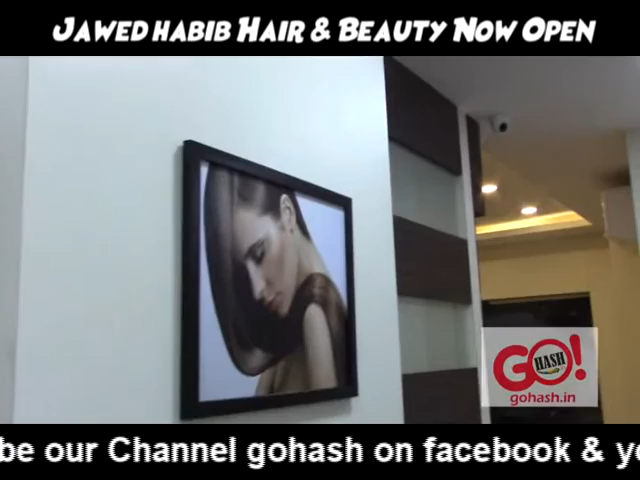 JAWED HABIB HAIR & BEAUTY NOW OPEN
GO!
HASH
gohash.in
be our Channel gohash on facebook & yo